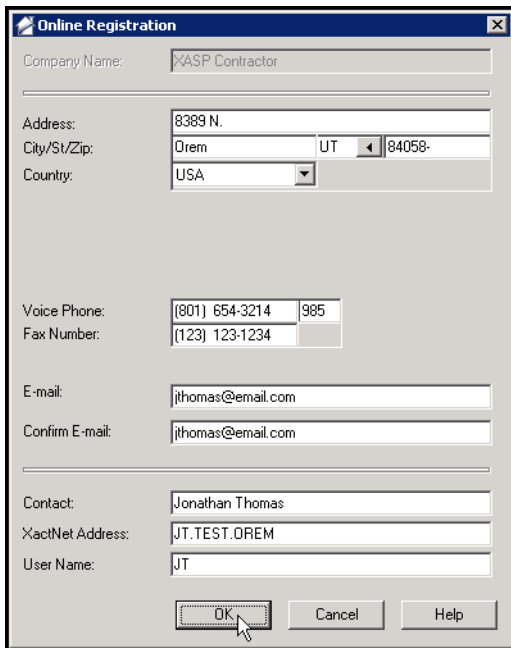 Online Registration
Company Name: XASP Contractor
Address: 8389 N.
City/St/Zip: Orem UT 84058-
Country: USA
Voice Phone: (801) 654-3214 985
Fax Number: (123) 123-1234
E-mail: jthomas@email.com
Confirm E-mail: jthomas@email.com
Contact: Jonathan Thomas
XactNet Address: JT.TEST.OREM
User Name: JT
OK Cancel Help